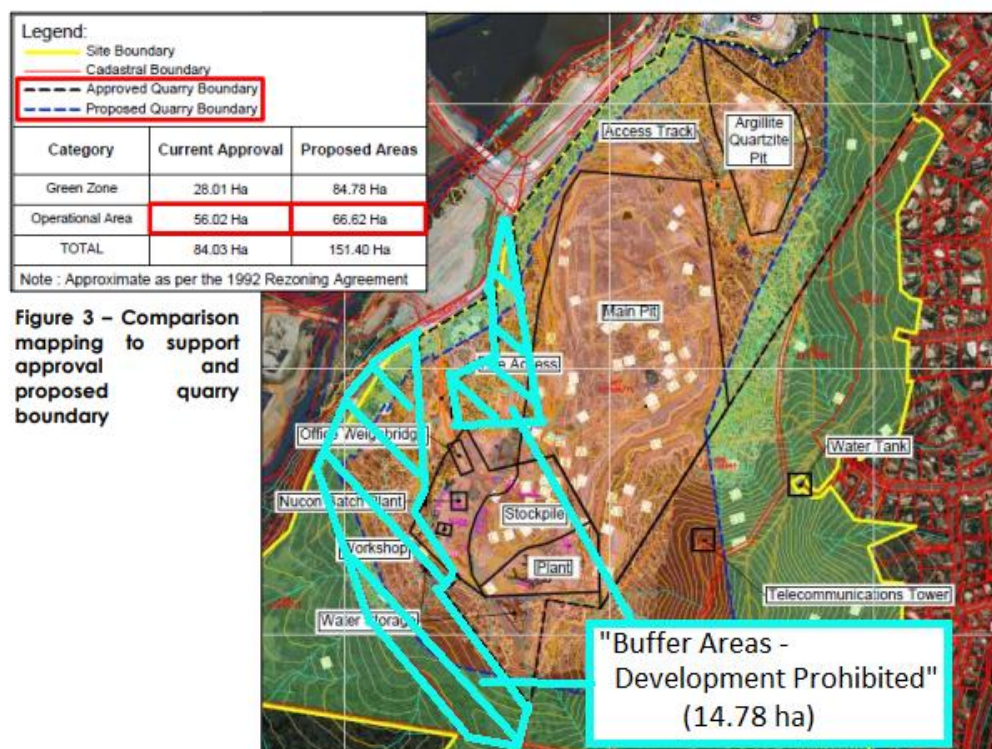 Legend:
Site Boundary
Cadastral Boundary
Approved Quarry Boundary
Proposed Quarry Boundary
Category Current Approval Proposed Areas
Green Zone 28.01 Ha 84.78 Ha
Operational Area 56.02 Ha 66.62 Ha
TOTAL 84.03 Ha 151.40 Ha
Note : Approximate as per the 1992 Rezoning Agreement
Figure 3 – Comparison
mapping to support
approval and
proposed quarry
boundary
Access Track
Argillite
Quartzite
Pit
Main Pit
Access
Office Weighbridge
Water Tank
Nucon Batch Plant
Stockpile
Workshop
Plant
Telecommunications Tower
Water Storage
"Buffer Areas -
Development Prohibited"
(14.78 ha)